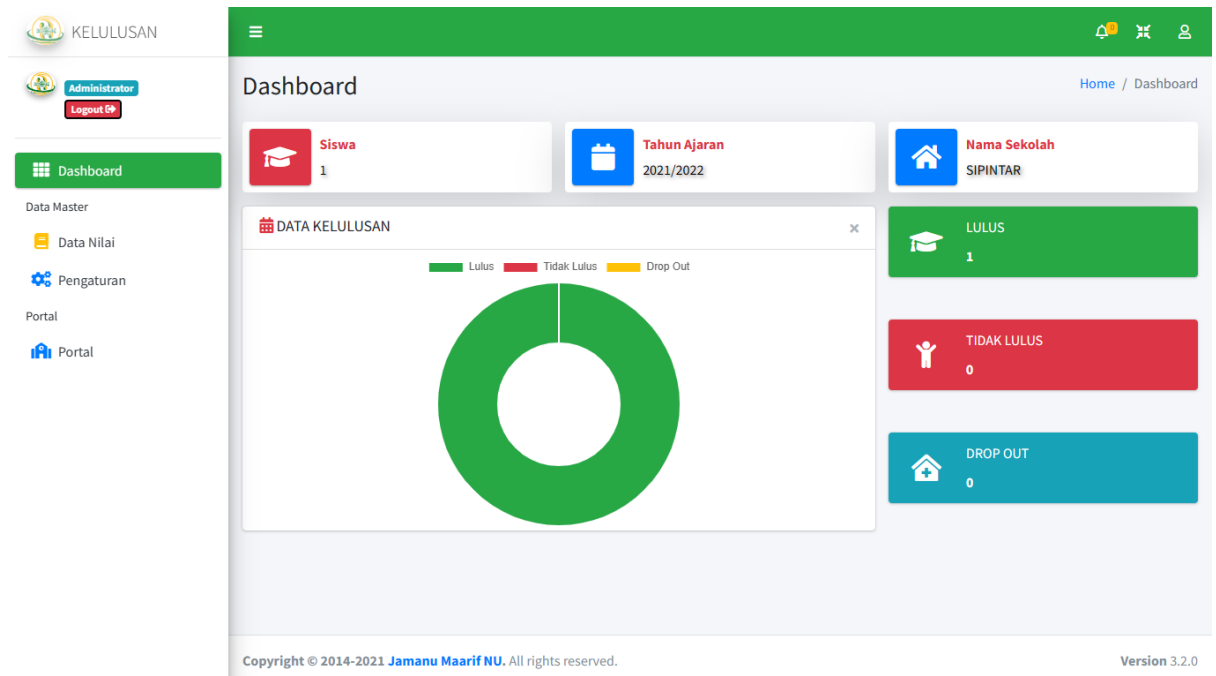 KELULUSAN
0
Administrator
Logout
Dashboard
Home / Dashboard
Siswa
1
Tahun Ajaran
2021/2022
Nama Sekolah
SIPINTAR
Dashboard
Data Master
Data Nilai
Pengaturan
Portal
Portal
DATA KELULUSAN
×
Lulus Tidak Lulus Drop Out
LULUS
1
TIDAK LULUS
0
DROP OUT
0
Copyright © 2014-2021 Jamanu Maarif NU. All rights reserved.
Version 3.2.0